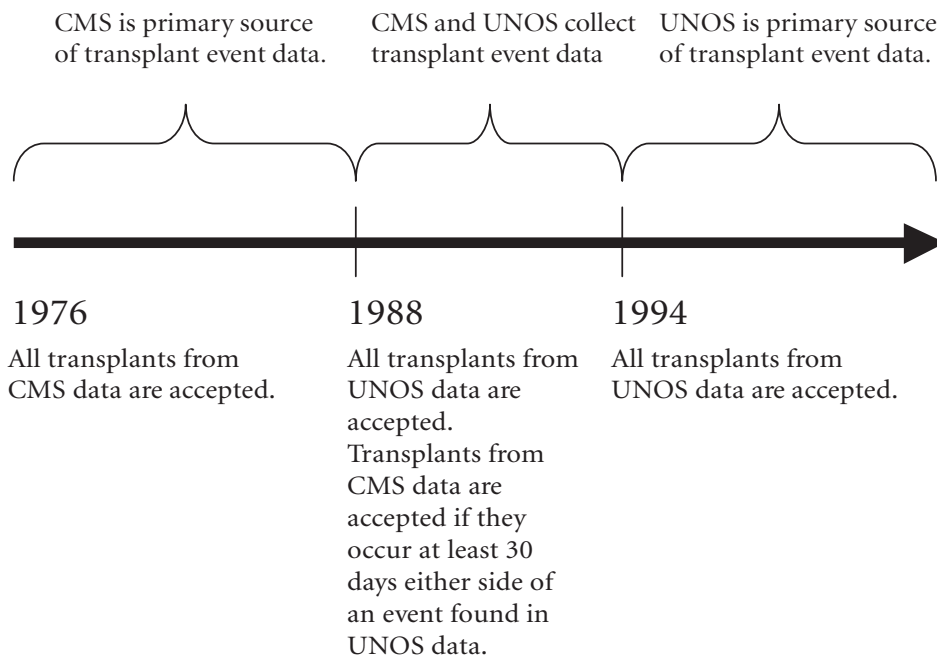 CMS is primary source
of transplant event data.
CMS and UNOS collect
transplant event data
UNOS is primary source
of transplant event data.
1976
All transplants from
CMS data are accepted.
1988
All transplants from
UNOS data are
accepted.
Transplants from
CMS data are
accepted if they
occur at least 30
days either side of
an event found in
UNOS data.
1994
All transplants from
UNOS data are accepted.